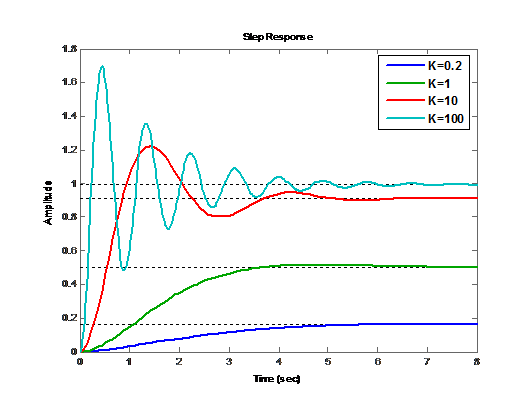 Step Response
K=0.2
K=1
K=10
K=100
Amplitude
1.8
1.6
1.4
1.2
1
0.8
0.6
0.4
0.2
0
0 1 2 3 4 5 6 7 8
Time (sec)